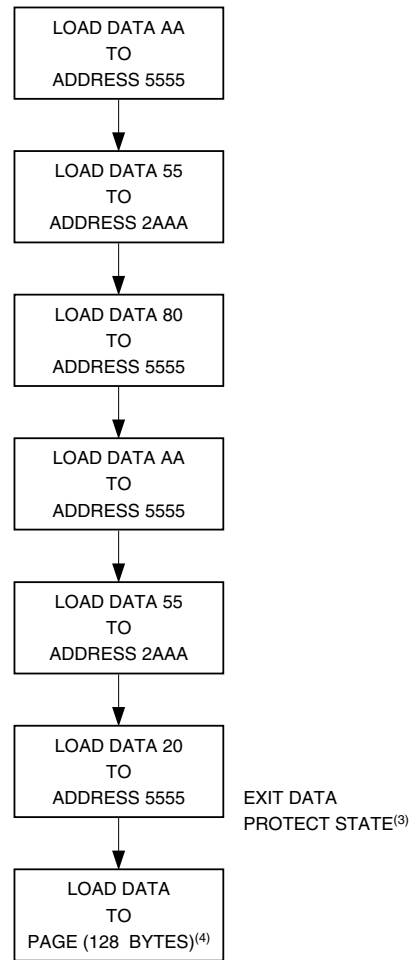 LOAD DATA AA
TO
ADDRESS 5555
LOAD DATA 55
TO
ADDRESS 2AAA
LOAD DATA 80
TO
ADDRESS 5555
LOAD DATA AA
TO
ADDRESS 5555
LOAD DATA 55
TO
ADDRESS 2AAA
LOAD DATA 20
TO
ADDRESS 5555
EXIT DATA
PROTECT STATE(3)
LOAD DATA
TO
PAGE (128 BYTES)(4)